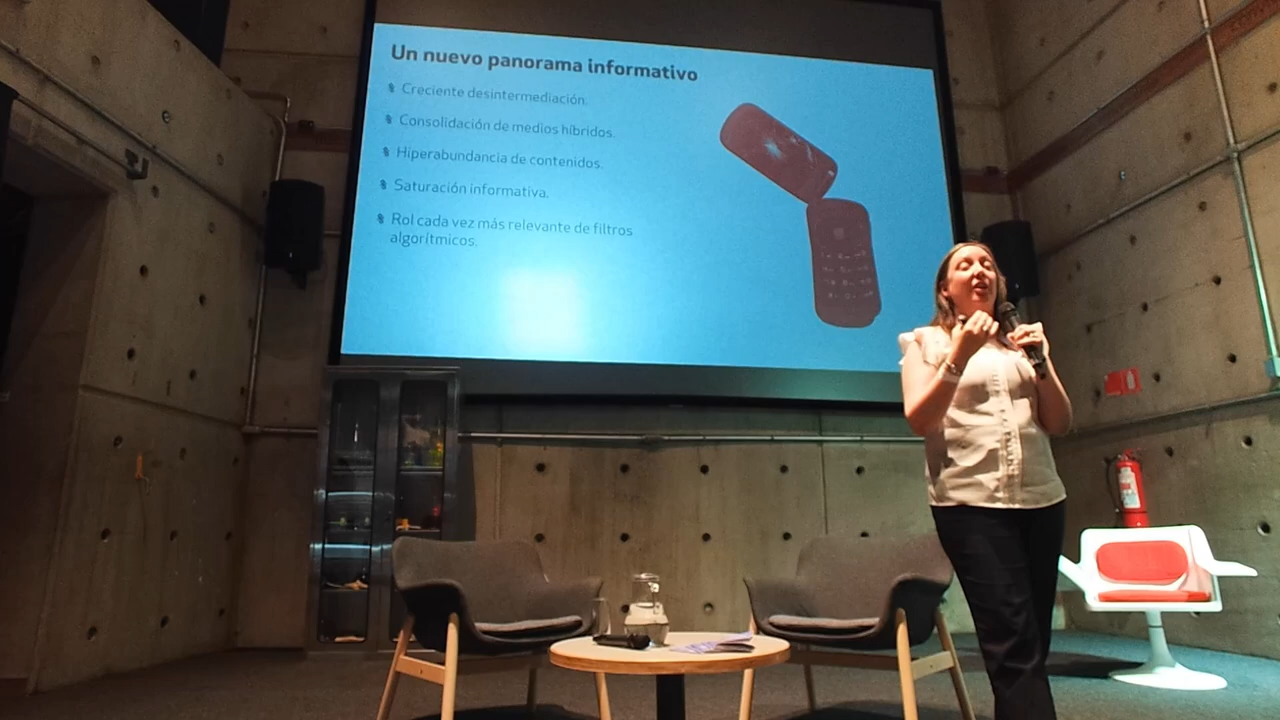 Un nuevo panorama informativo
Creciente desintermediación.
Consolidación de medios híbridos.
Hiperabundancia de contenidos.
Saturación informativa.
Rol cada vez más relevante de filtros
algorítmicos.